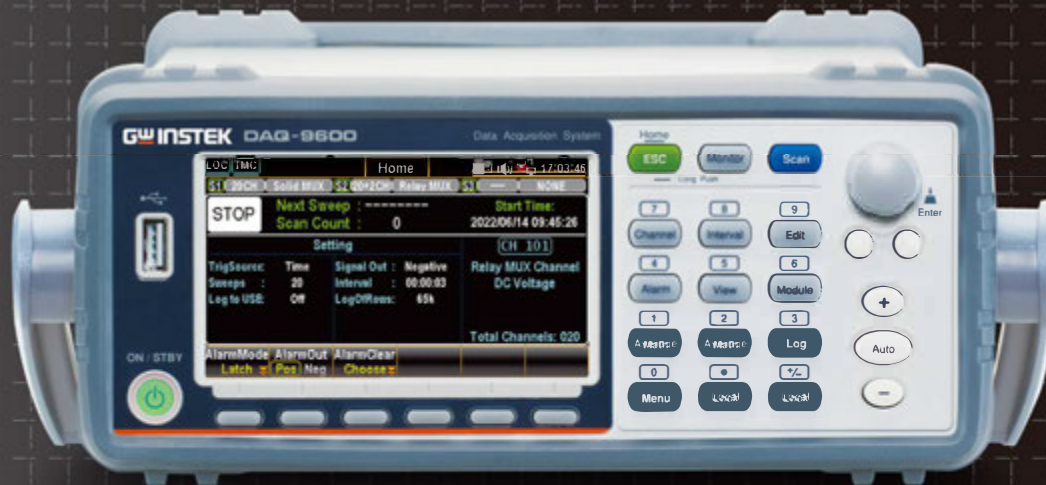 GWINSTEK DAQ-9600 Data Acquisition System
LOC TMC Home 17:03:46
S1 20CH Solid MUX S2 20+2CH Relay MUX S3 --- NONE
STOP Next Sweep : -------- Start Time:
Scan Count : 0 2022/06/14 09:45:26
Setting CH 101
TrigSource: Time Signal Out : Negative Relay MUX Channel
Sweeps : 20 Interval : 00:00:03 DC Voltage
Log to USB: Off LogOfRows: 65k
Total Channels: 020
AlarmMode AlarmOut AlarmClear
Latch Pos Neg Choose
ON / STBY
Home
ESC Monitor Scan
Long Push
7 8 9
Channel Interval Edit
4 5 6
Alarm View Module
1 2 3
Log
0 ● +/-
Menu
Enter
+
Auto
−